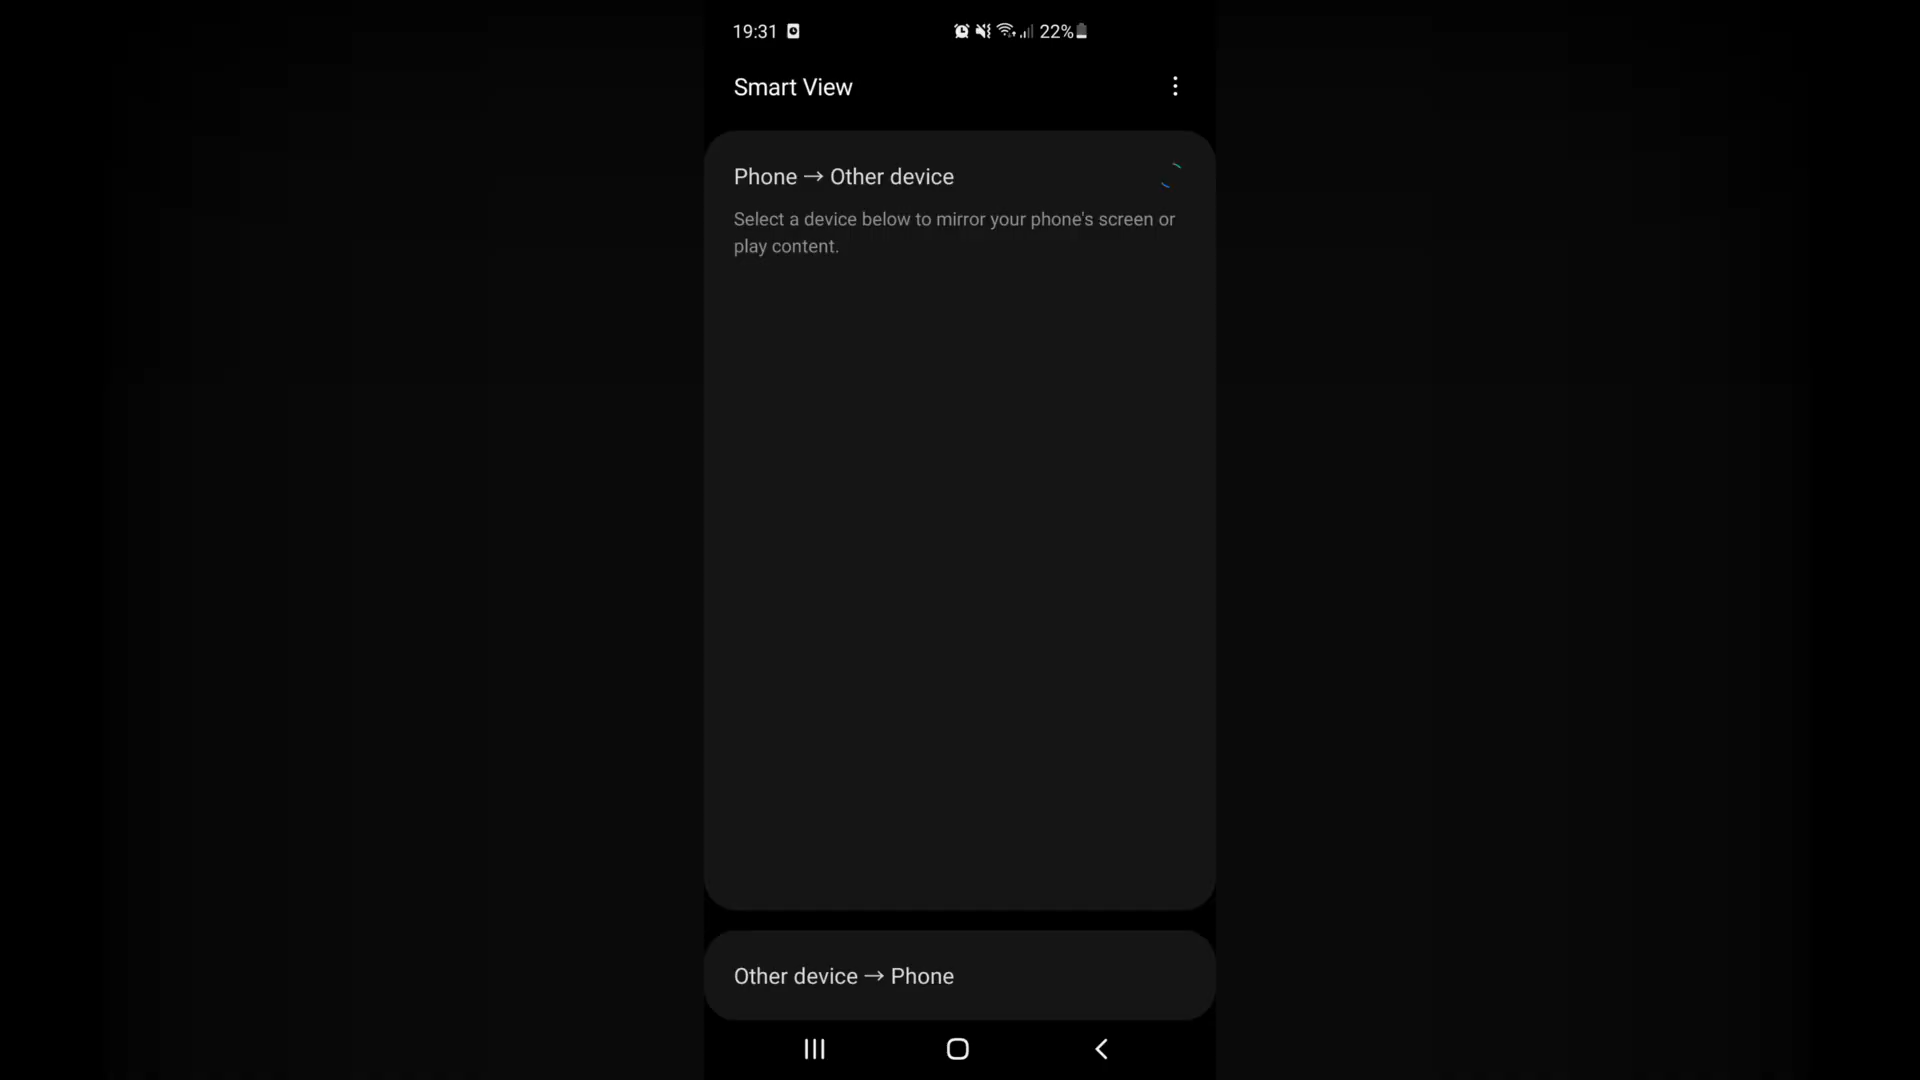 19:31 22%
Smart View
Phone → Other device
Select a device below to mirror your phone's screen or
play content.
Other device → Phone